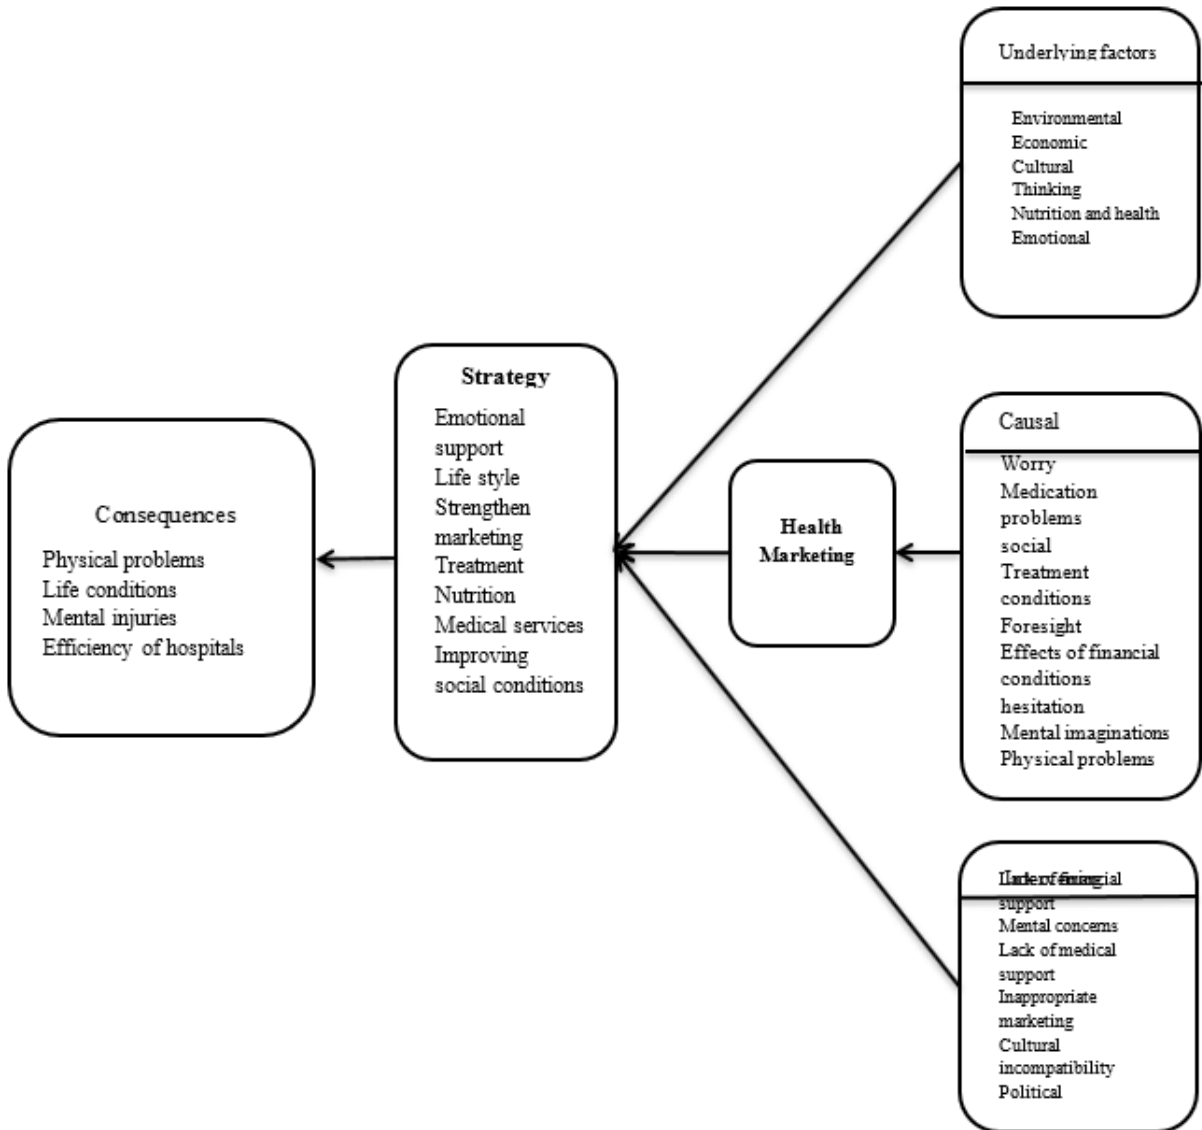 Underlying factors
Environmental
Economic
Cultural
Thinking
Nutrition and health
Emotional
Strategy
Emotional
support
Life style
Strengthen
marketing
Treatment
Nutrition
Medical services
Improving
social conditions
Consequences
Physical problems
Life conditions
Mental injuries
Efficiency of hospitals
Health
Marketing
Causal
Worry
Medication
problems
social
Treatment
conditions
Foresight
Effects of financial
conditions
hesitation
Mental imaginations
Physical problems
support
Mental concerns
Lack of medical
support
Inappropriate
marketing
Cultural
incompatibility
Political